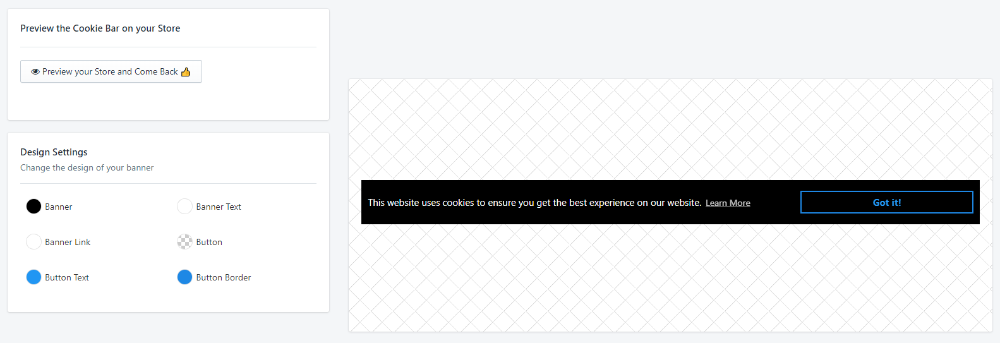 Preview the Cookie Bar on your Store
Preview your Store and Come Back 👍
Design Settings
Change the design of your banner
Banner
Banner Text
Banner Link
Button
Button Text
Button Border
This website uses cookies to ensure you get the best experience on our website. Learn More
Got it!